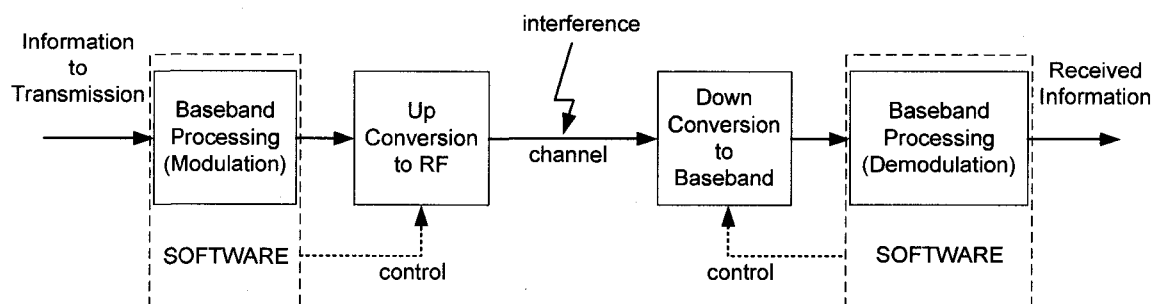 interference
Information
to
Transmission
Baseband
Processing
(Modulation)
Up
Conversion
to RF
channel
Down
Conversion
to
Baseband
Baseband
Processing
(Demodulation)
Received
Information
SOFTWARE
control
control
SOFTWARE